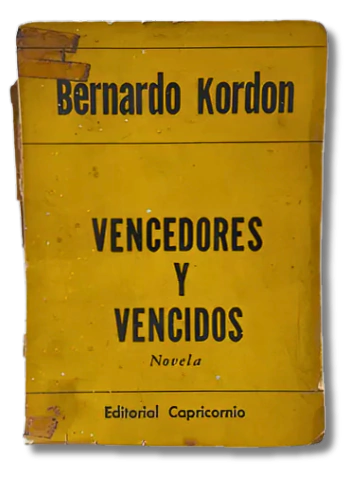 Bernardo Kordon
VENCEDORES
Y
VENCIDOS
Novela
Editorial Capricornio